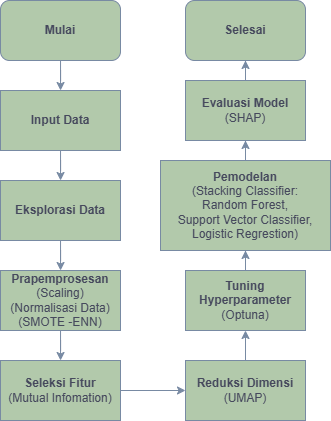 Mulai
Input Data
Eksplorasi Data
Prapemprosesan
(Scaling)
(Normalisasi Data)
(SMOTE -ENN)
Seleksi Fitur
(Mutual Infomation)
Reduksi Dimensi
(UMAP)
Tuning
Hyperparameter
(Optuna)
Pemodelan
(Stacking Classifier:
Random Forest,
Support Vector Classifier,
Logistic Regrestion)
Evaluasi Model
(SHAP)
Selesai